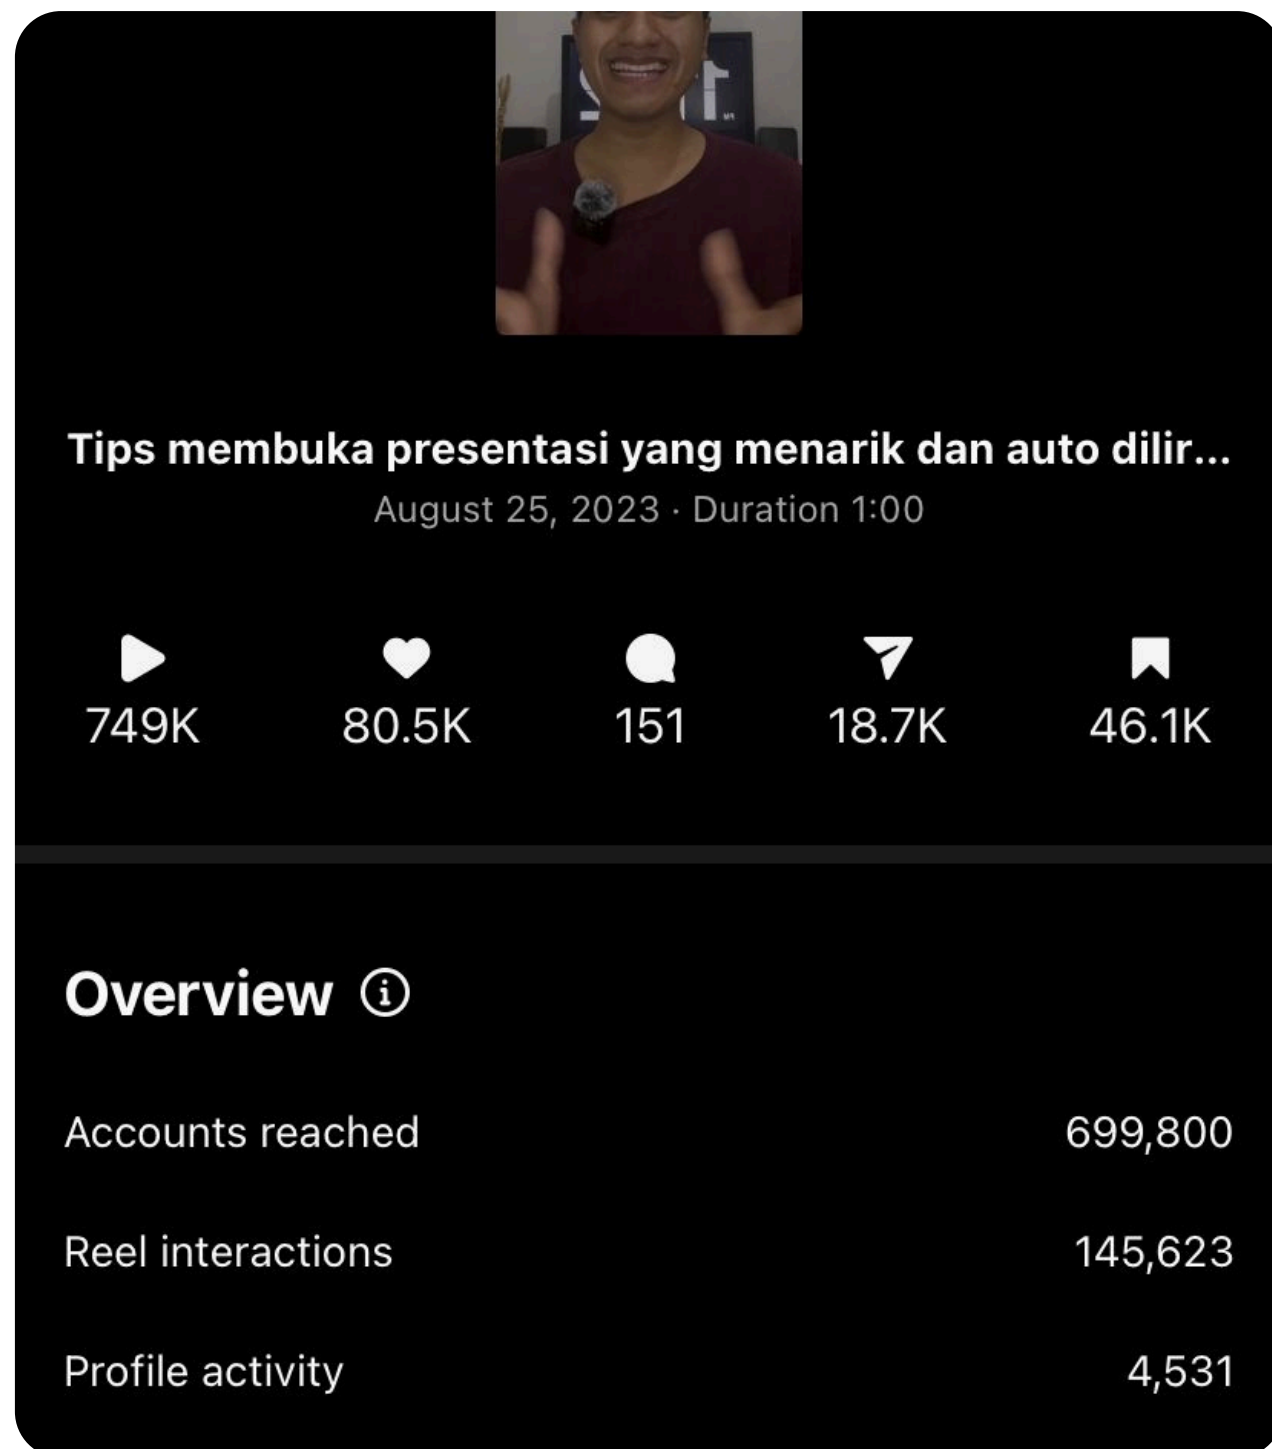 Tips membuka presentasi yang menarik dan auto dilir...
August 25, 2023 · Duration 1:00
749K 80.5K 151 18.7K 46.1K
Overview
Accounts reached 699,800
Reel interactions 145,623
Profile activity 4,531